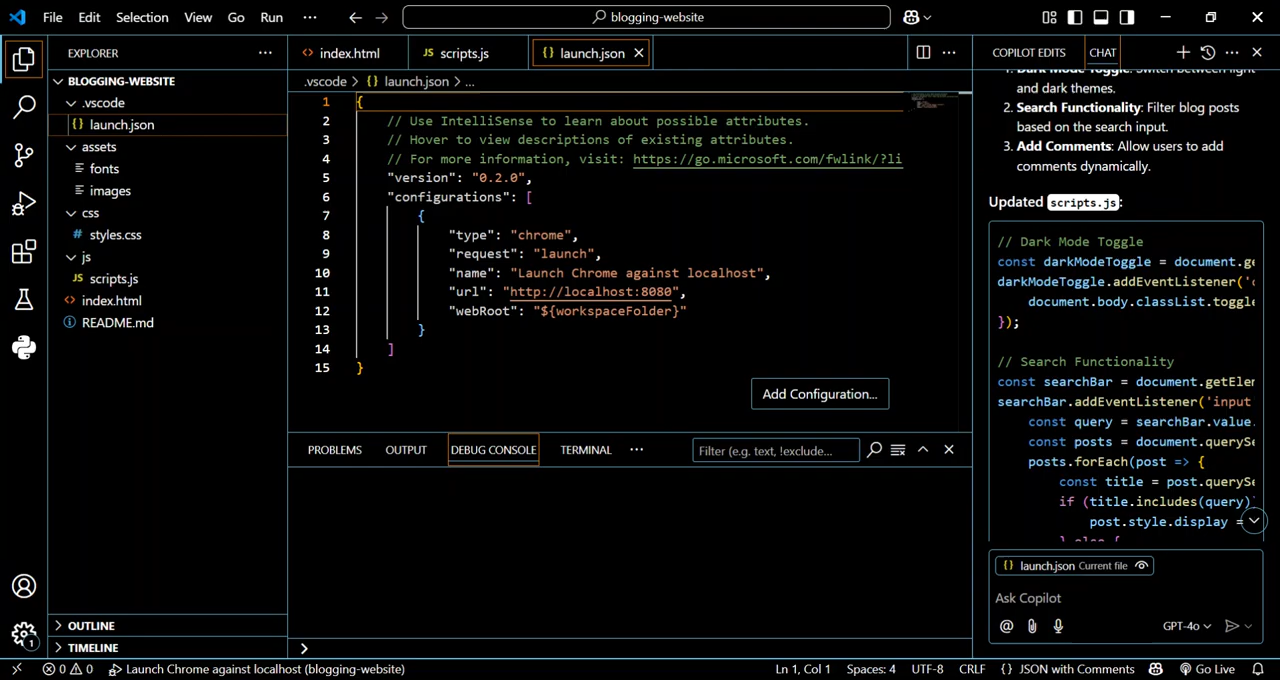 File Edit Selection View Go Run ···
blogging-website
EXPLORER ···
BLOGGING-WEBSITE
.vscode
{} launch.json
assets
fonts
images
css
# styles.css
js
JS scripts.js
<> index.html
README.md
OUTLINE
TIMELINE
1
<> index.html
JS scripts.js
{} launch.json
···
.vscode > {} launch.json > ...
1 {
2 // Use IntelliSense to learn about possible attributes.
3 // Hover to view descriptions of existing attributes.
4 // For more information, visit: https://go.microsoft.com/fwlink/?li
5 "version": "0.2.0",
6 "configurations": [
7 {
8 "type": "chrome",
9 "request": "launch",
10 "name": "Launch Chrome against localhost",
11 "url": "http://localhost:8080",
12 "webRoot": "${workspaceFolder}"
13 }
14 ]
15 }
Add Configuration...
PROBLEMS OUTPUT DEBUG CONSOLE TERMINAL ···
Filter (e.g. text, !exclude...
COPILOT EDITS CHAT ···
1. Dark Mode Toggle: Switch between light
and dark themes.
2. Search Functionality: Filter blog posts
based on the search input.
3. Add Comments: Allow users to add
comments dynamically.
Updated scripts.js:
// Dark Mode Toggle
const darkModeToggle = document.ge
darkModeToggle.addEventListener('c
document.body.classList.toggle
});
// Search Functionality
const searchBar = document.getElem
searchBar.addEventListener('input
const query = searchBar.value.
const posts = document.querySe
posts.forEach(post => {
const title = post.querySe
if (title.includes(query))
post.style.display =
} else {
{} launch.json Current file
Ask Copilot
@ GPT-4o
0 0 Launch Chrome against localhost (blogging-website)
Ln 1, Col 1 Spaces: 4 UTF-8 CRLF {} JSON with Comments Go Live